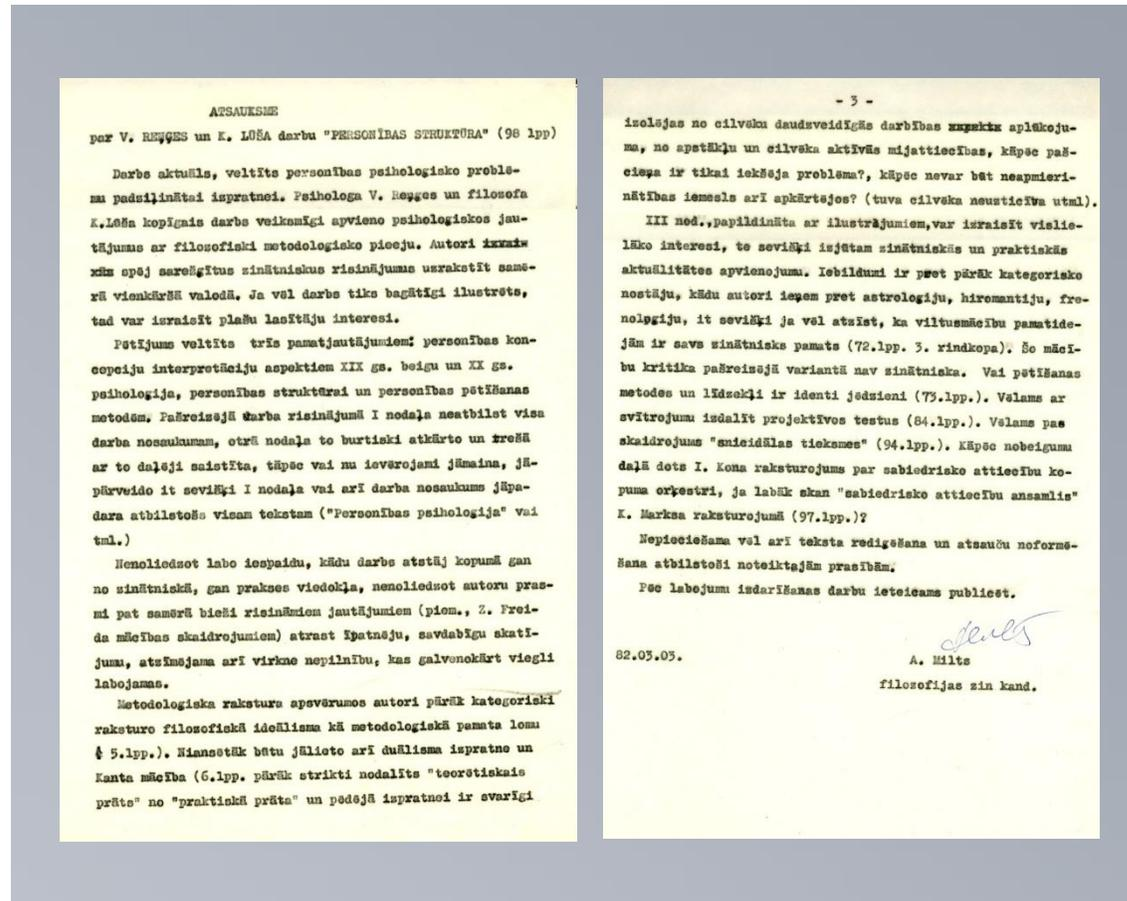 ATSAUKSME
par V. REŅĢES un K. LŪŠA darbu "PERSONĪBAS STRUKTŪRA" (98 lpp)
Darbs aktuāls, veltīts personības psiholoģisko problē-
mu padziļinātai izpratnei. Psihologa V. Reņģes un filozofa
K.Lūša kopīgais darbs veiksmīgi apvieno psiholoģiskos jau-
tājumus ar filozofiski metodoloģisko pieeju. Autori
spēj sarežģītus zinātniskus risinājumus uzrakstīt samē-
rā vienkāršā valodā. Ja vēl darbs tiks bagātīgi ilustrēts,
tad var izraisīt plašu lasītāju interesi.
Pētījums veltīts trīs pamatjautājumiem: personības kon-
cepciju interpretāciju aspektiem XIX gs. beigu un XX gs.
psiholoģija, personības struktūrai un personības pētīšanas
metodēm. Pašreizējā darba risinājumā I nodaļa neatbilst visa
darba nosaukumam, otrā nodaļa to burtiski atkārto un trešā
ar to daļēji saistīta, tāpēc vai nu ievērojami jāmaina, jā-
pārveido it sevišķi I nodaļa vai arī darba nosaukums jāpa-
dara atbilstošs visam tekstam ("Personības psiholoģija" vai
tml.)
Nenoliedzot labo iespaidu, kādu darbs atstāj kopumā gan
no zinātniskā, gan prakses viedokļa, nenoliedzot autoru pras-
mi pat samērā bieži risināmiem jautājumiem (piem., Z. Frei-
da mācības skaidrojumiem) atrast īpatnēju, savdabīgu skatī-
jumu, atzīmējama arī virkne nepilnību, kas galvenokārt viegli
labojamas.
Metodoloģiska rakstura apsvērumos autori pārāk kategoriski
raksturo filozofiskā ideālisma kā metodoloģiskā pamata lomu
( 5.lpp.). Niansētāk būtu jālieto arī duālisma izpratne un
Kanta mācība (6.lpp. pārāk strikti nodalīts "teorētiskais
prāts" no "praktiskā prāta" un pēdējā izpratnei ir svarīgi
- 3 -
izolējas no cilvēku daudzveidīgās darbības aplūkoju-
ma, no apstākļu un cilvēka aktīvās mijattiecības, kāpēc paš-
cieņa ir tikai iekšēja problēma?, kāpēc nevar būt neapmieri-
nātības iemesls arī apkārtējos? (tuva cilvēka neuzticība utml).
III nod.,papildināta ar ilustrājumiem,var izraisīt vislie-
lāko interesi, te sevišķi izjūtam zinātniskās un praktiskās
aktuālitātes apvienojumu. Iebildumi ir pret pārāk kategorisko
nostāju, kādu autori ieņem pret astroloģiju, hiromantiju, fre-
noloģiju, it sevišķi ja vēl atzīst, ka viltusmācību pamatide-
jām ir savs zinātnisks pamats (72.lpp. 3. rindkopa). Šo mācī-
bu kritika pašreizējā variantā nav zinātniska. Vai pētīšanas
metodes un līdzekļi ir identi jēdzieni (73.lpp.). Vēlams ar
svītrojumu izdalīt projektīvos testus (84.lpp.). Vēlams pas
skaidrojums "snicidālas tieksmes" (94.lpp.). Kāpēc nobeigumu
daļā dots I. Kona raksturojums par sabiedrisko attiecību ko-
puma orķestri, ja labāk skan "sabiedrisko attiecību ansamlis"
K. Marksa raksturojumā (97.lpp.)?
Nepieciešama vēl arī teksta rediģēšana un atsauču noformē-
šana atbilstoši noteiktajām prasībām.
Pēc labojumu izdarīšanas darbu ieteicams publicēt.
82.03.03.
A. Milts
filozofijas zin kand.